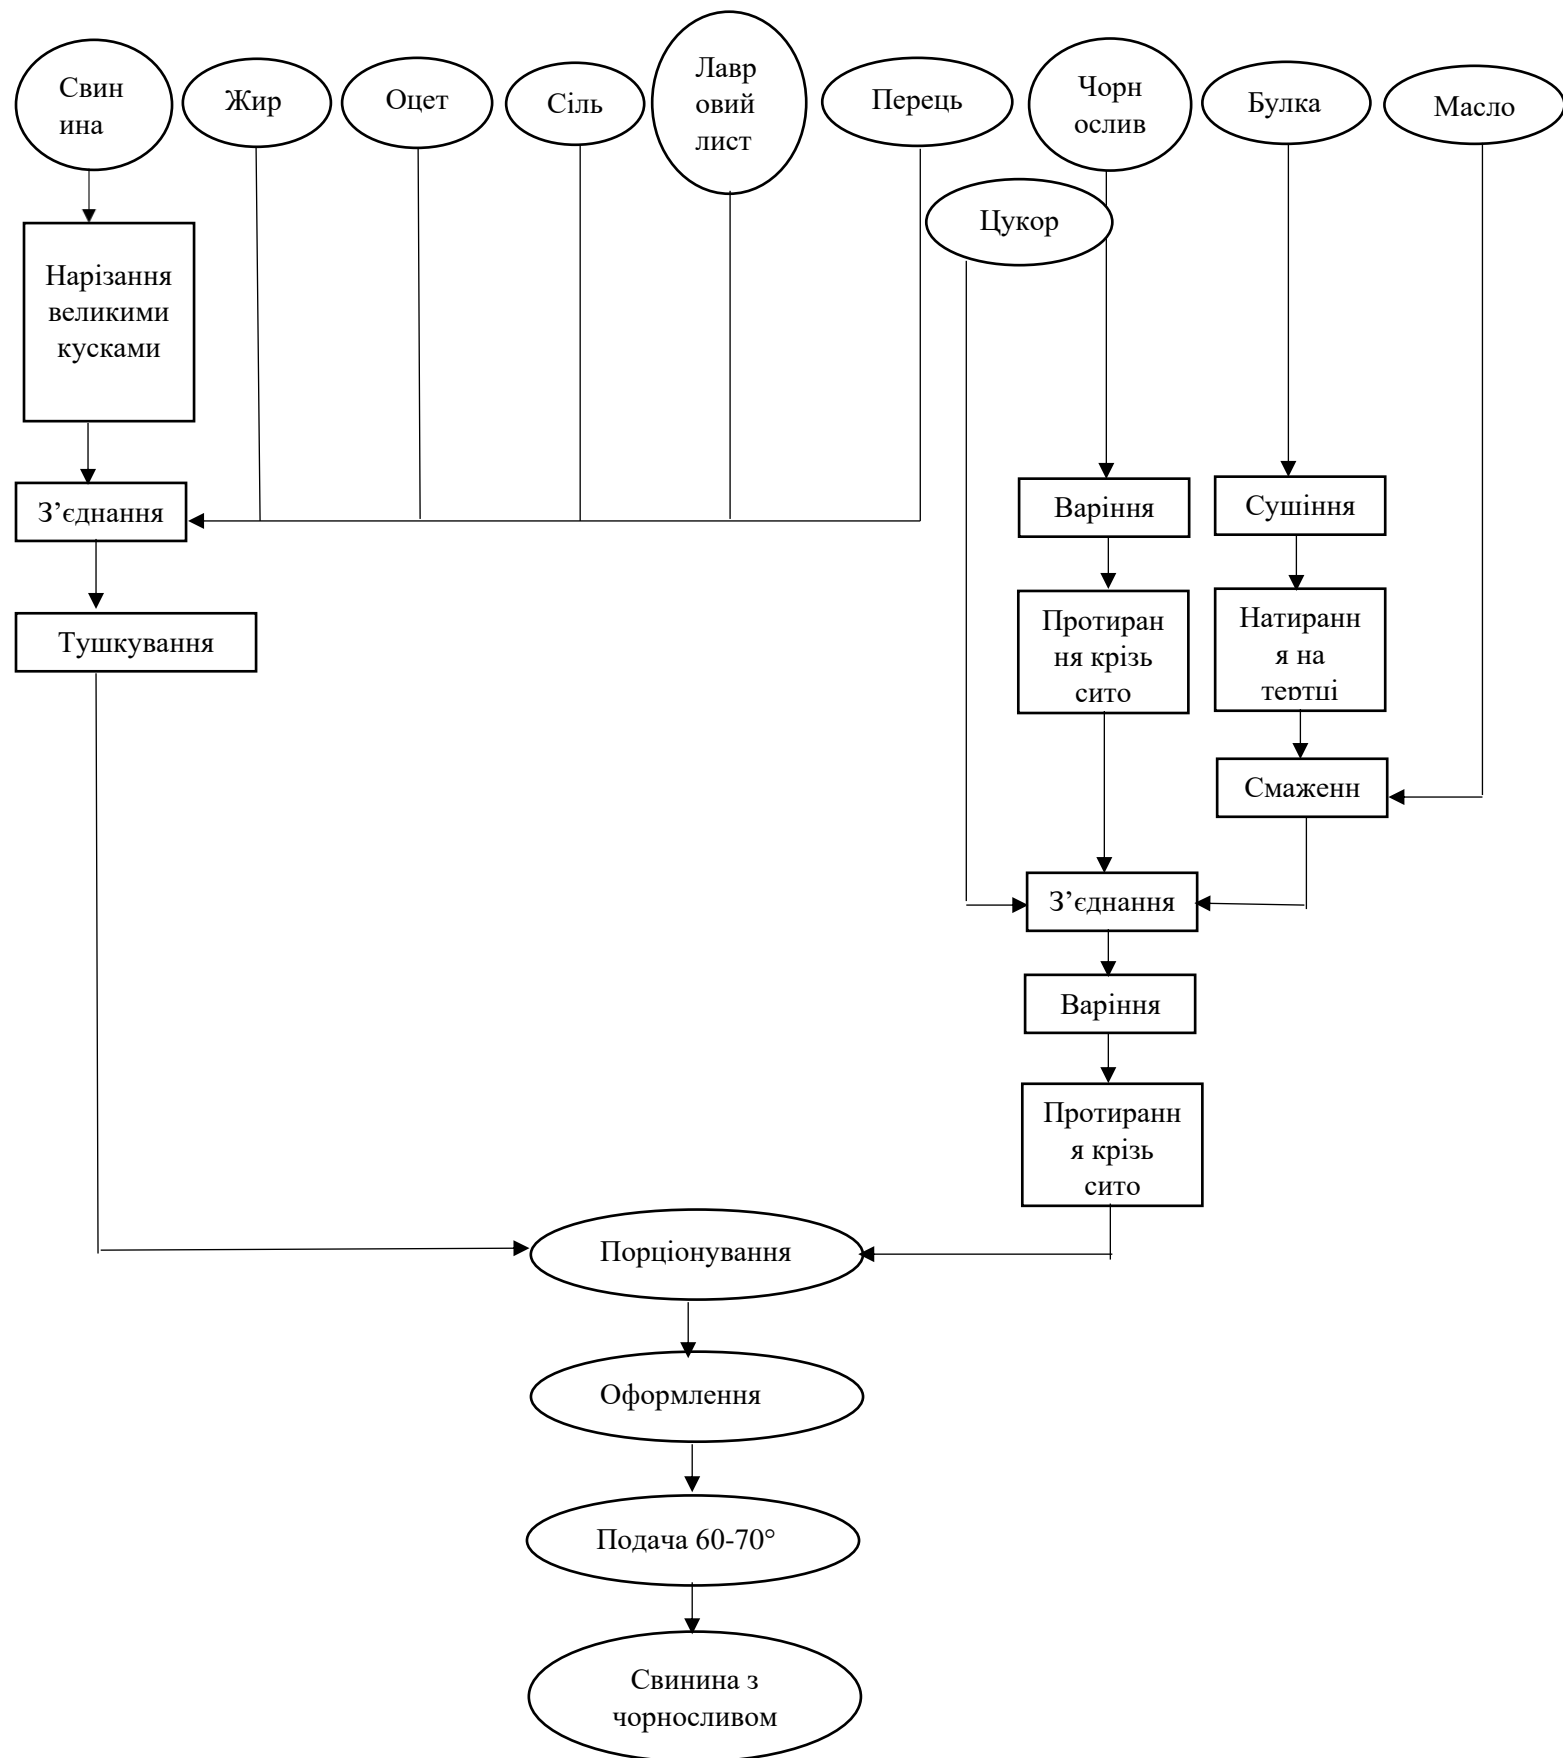 Свин
ина
Жир
Оцет
Сіль
Лавр
овий
лист
Перець
Чорн
ослив
Булка
Масло
Цукор
Нарізання
великими
кусками
З’єднання
Варіння
Сушіння
Тушкування
Протиран
ня крізь
сито
Натиранн
я на
тертці
Смаженн
З’єднання
Варіння
Протиранн
я крізь
сито
Порціонування
Оформлення
Подача 60-70°
Свинина з
чорносливом